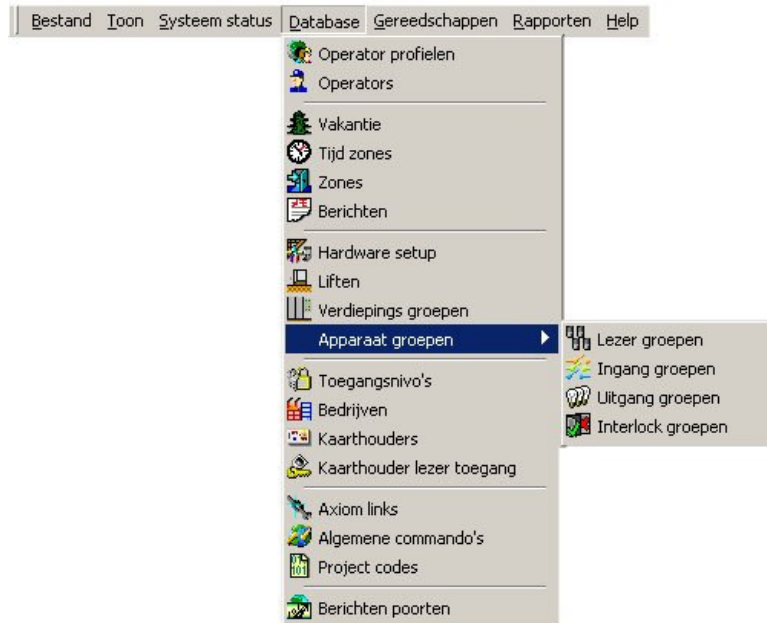 Bestand Toon Systeem status Database Gereedschappen Rapporten Help
Operator profielen
Operators
Vakantie
Tijd zones
Zones
Berichten
Hardware setup
Liften
Verdiepings groepen
Apparaat groepen
Lezer groepen
Ingang groepen
Uitgang groepen
Interlock groepen
Toegangsnivo's
Bedrijven
Kaarthouders
Kaarthouder lezer toegang
Axiom links
Algemene commando's
Project codes
Berichten poorten